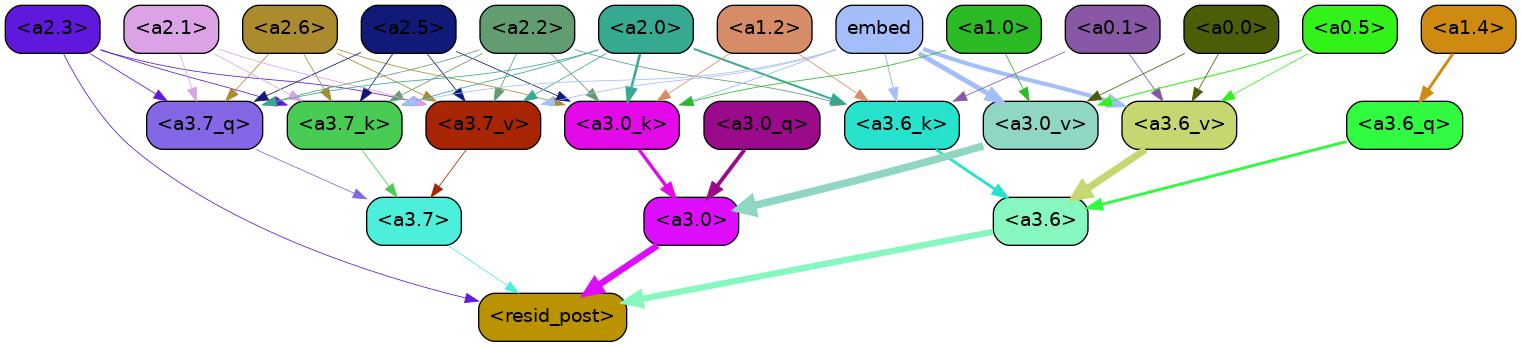 <a2.3> <a2.1> <a2.6> <a2.5> <a2.2> <a2.0> <a1.2> embed <a1.0> <a0.1> <a0.0> <a0.5> <a1.4>
<a3.7_q> <a3.7_k> <a3.7_v> <a3.0_k> <a3.0_q> <a3.6_k> <a3.0_v> <a3.6_v> <a3.6_q>
<a3.7> <a3.0> <a3.6>
<resid_post>